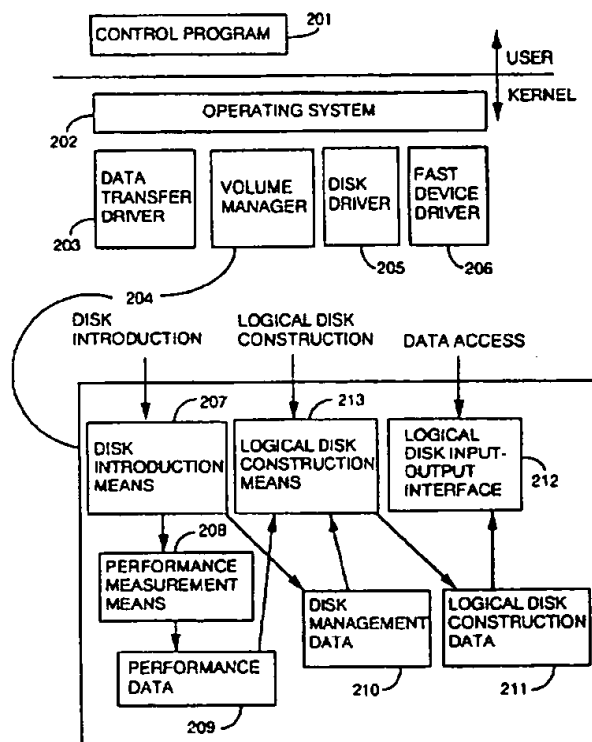 CONTROL PROGRAM
201
USER
KERNEL
OPERATING SYSTEM
202
DATA
TRANSFER
DRIVER
203
VOLUME
MANAGER
DISK
DRIVER
205
FAST
DEVICE
DRIVER
206
204
DISK
INTRODUCTION
LOGICAL DISK
CONSTRUCTION
DATA ACCESS
207
213
DISK
INTRODUCTION
MEANS
LOGICAL DISK
CONSTRUCTION
MEANS
LOGICAL
DISK INPUT-
OUTPUT
INTERFACE
212
208
PERFORMANCE
MEASUREMENT
MEANS
PERFORMANCE
DATA
209
DISK
MANAGEMENT
DATA
210
LOGICAL DISK
CONSTRUCTION
DATA
211